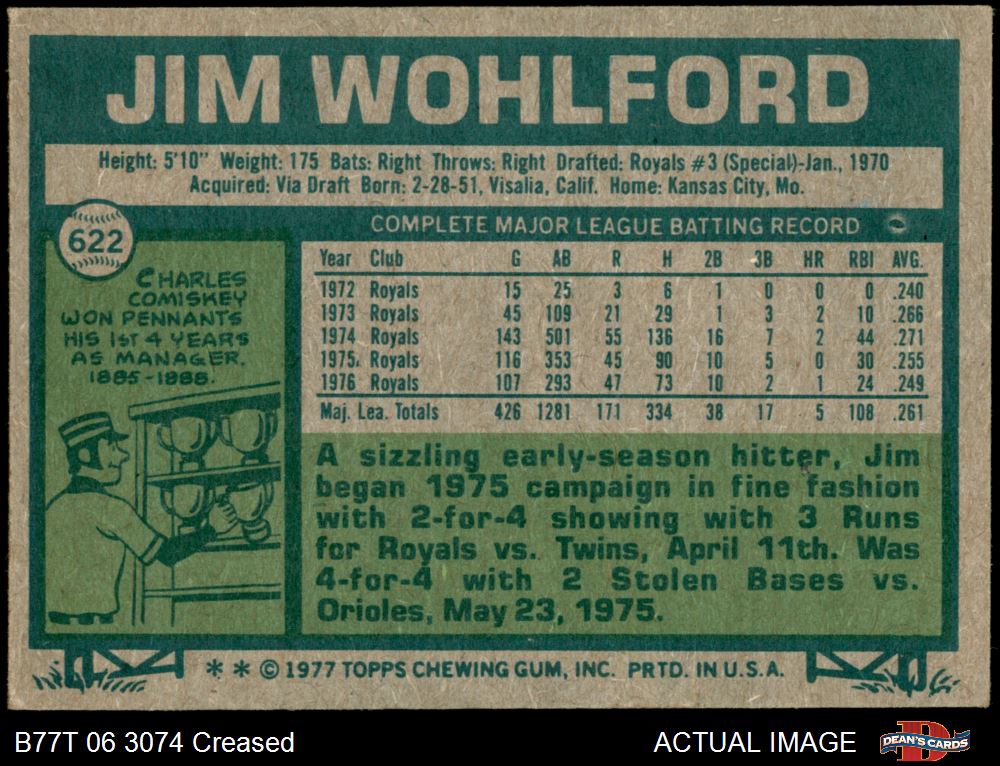 JIM WOHLFORD
Height: 5'10" Weight: 175 Bats: Right Throws: Right Drafted: Royals #3 (Special)-Jan., 1970
Acquired: Via Draft Born: 2-28-51, Visalia, Calif. Home: Kansas City, Mo.
622
CHARLES
COMISKEY
WON PENNANTS
HIS 1ST 4 YEARS
AS MANAGER.
1885-1888.
COMPLETE MAJOR LEAGUE BATTING RECORD
Year Club G AB R H 2B 3B HR RBI AVG.
1972 Royals 15 25 3 6 1 0 0 0 .240
1973 Royals 45 109 21 29 1 3 2 10 .266
1974 Royals 143 501 55 136 16 7 2 44 .271
1975 Royals 116 353 45 90 10 5 0 30 .255
1976 Royals 107 293 47 73 10 2 1 24 .249
Maj. Lea. Totals 426 1281 171 334 38 17 5 108 .261
A sizzling early-season hitter, Jim
began 1975 campaign in fine fashion
with 2-for-4 showing with 3 Runs
for Royals vs. Twins, April 11th. Was
4-for-4 with 2 Stolen Bases vs.
Orioles, May 23, 1975.
* * © 1977 TOPPS CHEWING GUM, INC. PRTD. IN U.S.A.
B77T 06 3074 Creased
ACTUAL IMAGE
D
DEAN'S CARDS